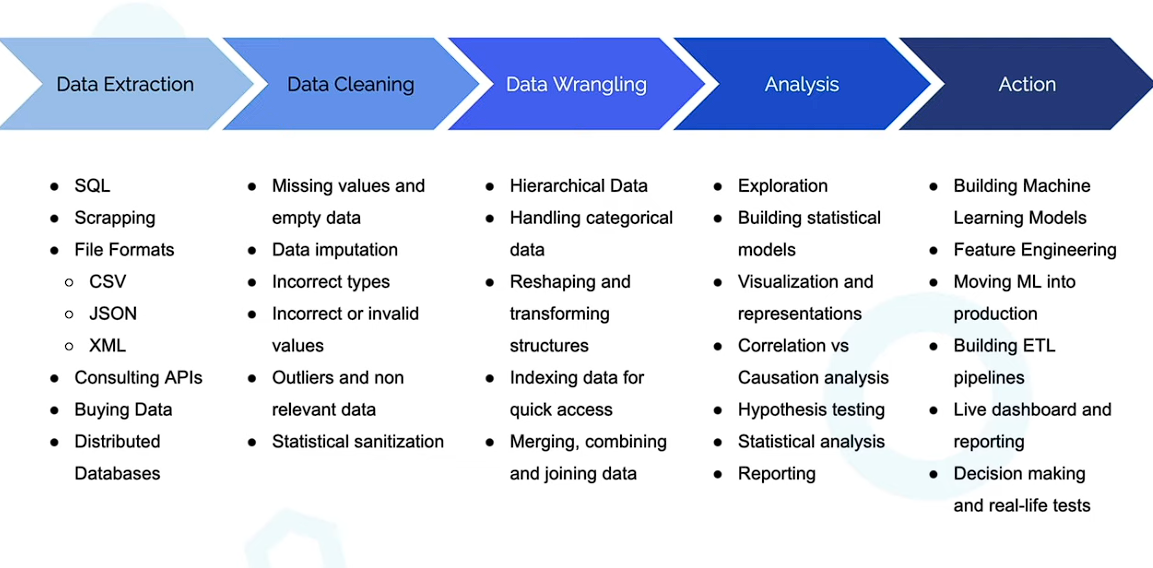 Data Extraction
Data Cleaning
Data Wrangling
Analysis
Action
● SQL
● Scrapping
● File Formats
○ CSV
○ JSON
○ XML
● Consulting APIs
● Buying Data
● Distributed
Databases
● Missing values and
empty data
● Data imputation
● Incorrect types
● Incorrect or invalid
values
● Outliers and non
relevant data
● Statistical sanitization
● Hierarchical Data
● Handling categorical
data
● Reshaping and
transforming
structures
● Indexing data for
quick access
● Merging, combining
and joining data
● Exploration
● Building statistical
models
● Visualization and
representations
● Correlation vs
Causation analysis
● Hypothesis testing
● Statistical analysis
● Reporting
● Building Machine
Learning Models
● Feature Engineering
● Moving ML into
production
● Building ETL
pipelines
● Live dashboard and
reporting
● Decision making
and real-life tests